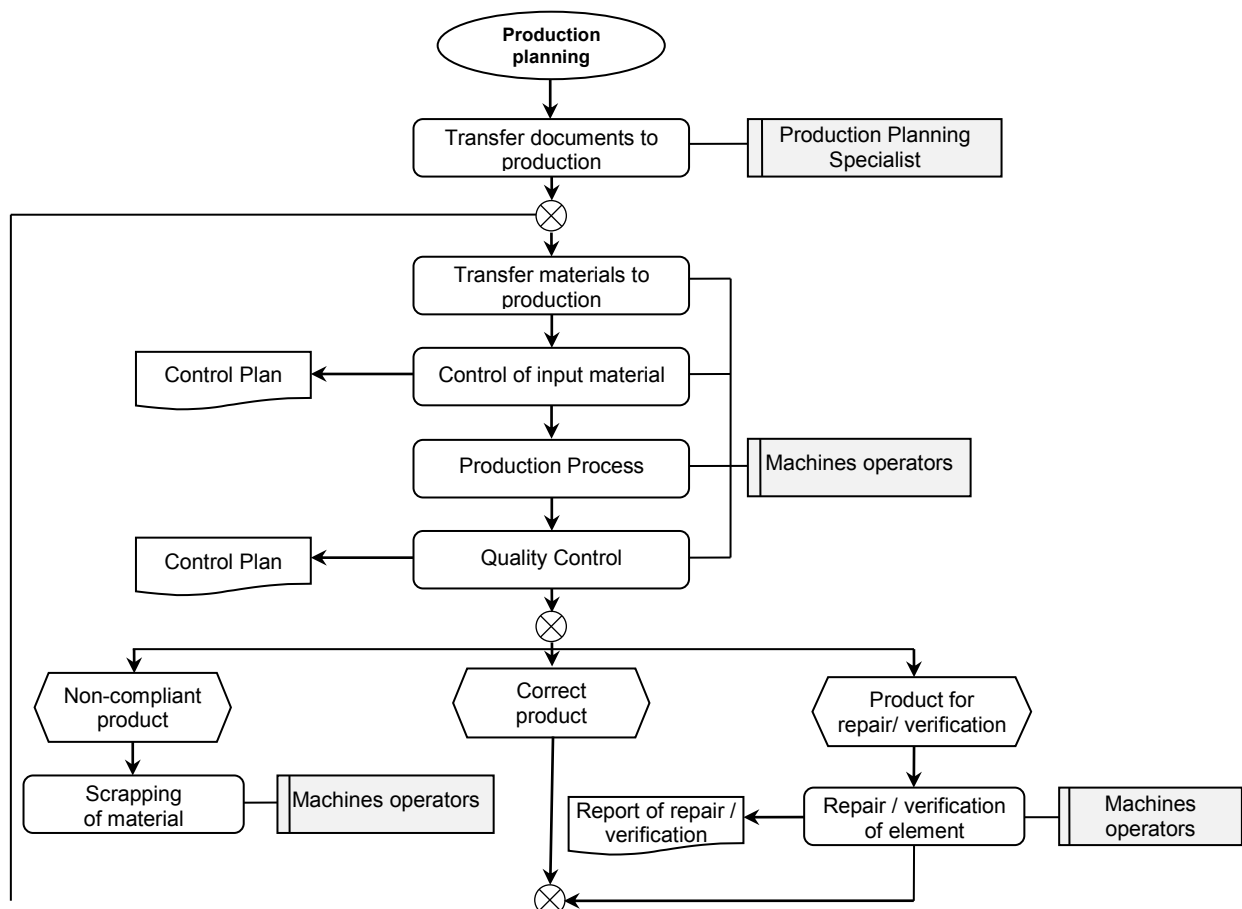 Production
planning
Transfer documents to
production
Production Planning
Specialist
Transfer materials to
production
Control Plan
Control of input material
Production Process
Machines operators
Control Plan
Quality Control
Non-compliant
product
Correct
product
Product for
repair/ verification
Scrapping
of material
Machines operators
Report of repair /
verification
Repair / verification
of element
Machines
operators